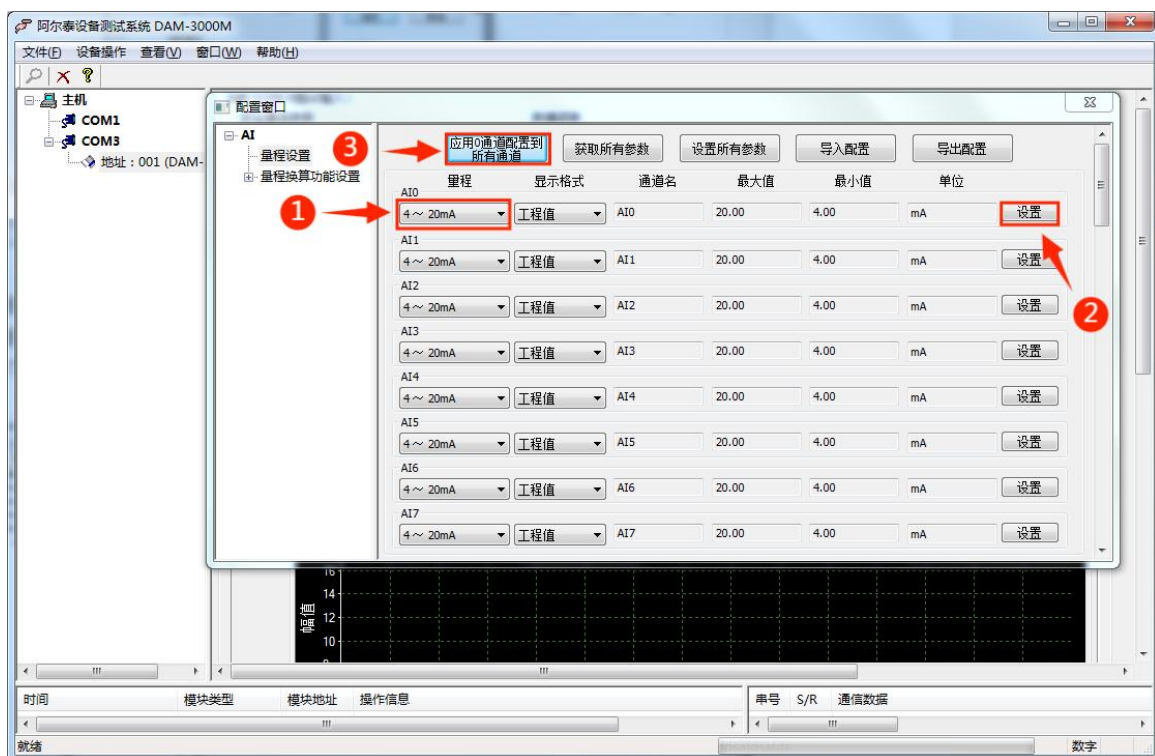 阿尔泰设备测试系统 DAM-3000M
文件(F) 设备操作 查看(V) 窗口(W) 帮助(H)
主机
COM1
COM3
地址：001 (DAM-
配置窗口
AI
量程设置
量程换算功能设置
3
应用0通道配置到
所有通道
获取所有参数 设置所有参数 导入配置 导出配置
量程 显示格式 通道名 最大值 最小值 单位
AI0
1
4～ 20mA 工程值 AI0 20.00 4.00 mA 设置
AI1
4～ 20mA 工程值 AI1 20.00 4.00 mA 设置
2
AI2
4～ 20mA 工程值 AI2 20.00 4.00 mA 设置
AI3
4～ 20mA 工程值 AI3 20.00 4.00 mA 设置
AI4
4～ 20mA 工程值 AI4 20.00 4.00 mA 设置
AI5
4～ 20mA 工程值 AI5 20.00 4.00 mA 设置
AI6
4～ 20mA 工程值 AI6 20.00 4.00 mA 设置
AI7
4～ 20mA 工程值 AI7 20.00 4.00 mA 设置
16
14
幅值
12
10
时间 模块类型 模块地址 操作信息 串号 S/R 通信数据
就绪 数字